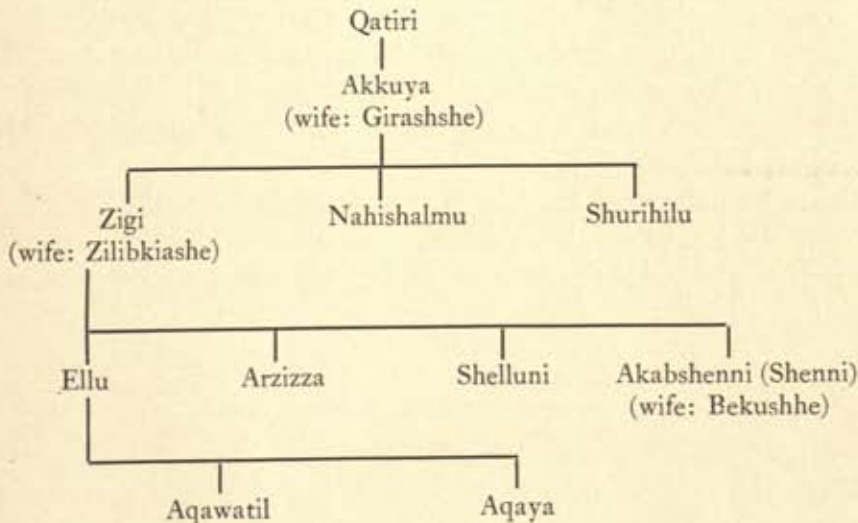 Qatiri
Akkuya
(wife: Girashshe)
Zigi
(wife: Zilibkiashe)
Nahishalmu
Shurihilu
Ellu
Arzizza
Shelluni
Akabshenni (Shenni)
(wife: Bekushhe)
Aqawatil
Aqaya